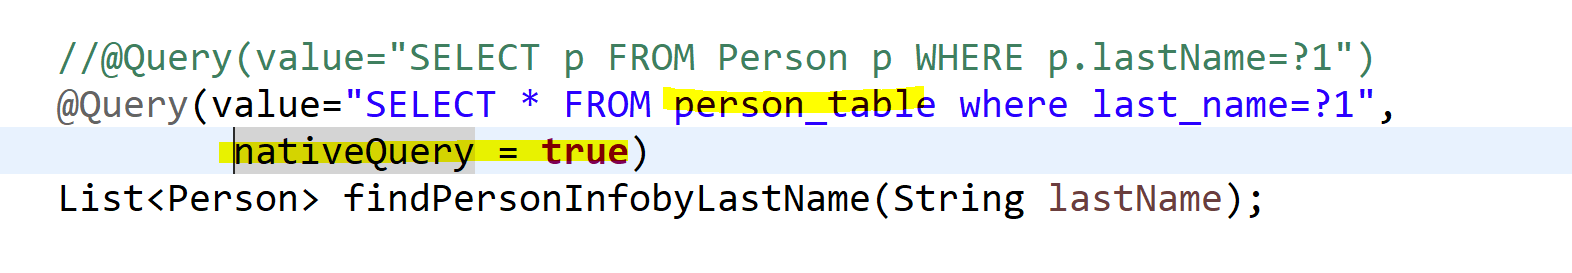 //@Query(value="SELECT p FROM Person p WHERE p.lastName=?1")
@Query(value="SELECT * FROM person_table where last_name=?1",
nativeQuery = true)
List<Person> findPersonInfobyLastName(String lastName);